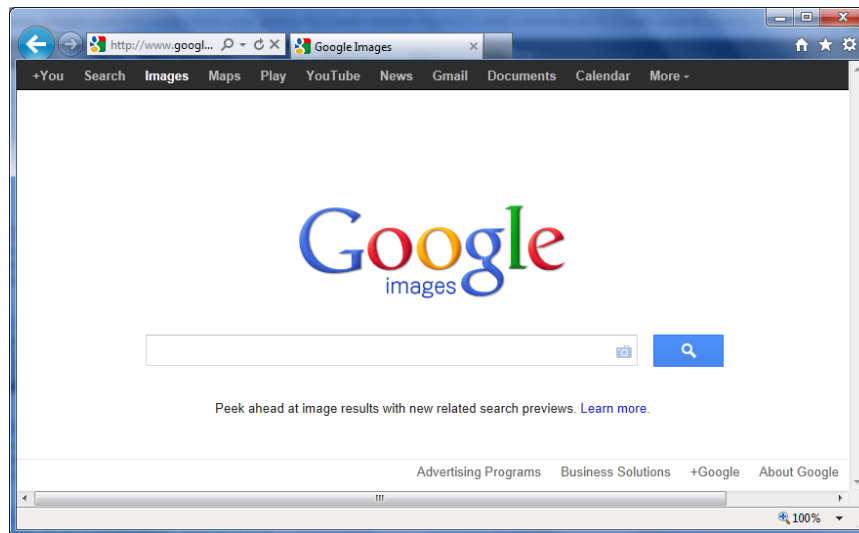 http://www.googl...
Google Images
+You Search Images Maps Play YouTube News Gmail Documents Calendar More
Google
images
Peek ahead at image results with new related search previews. Learn more.
Advertising Programs Business Solutions +Google About Google
100%